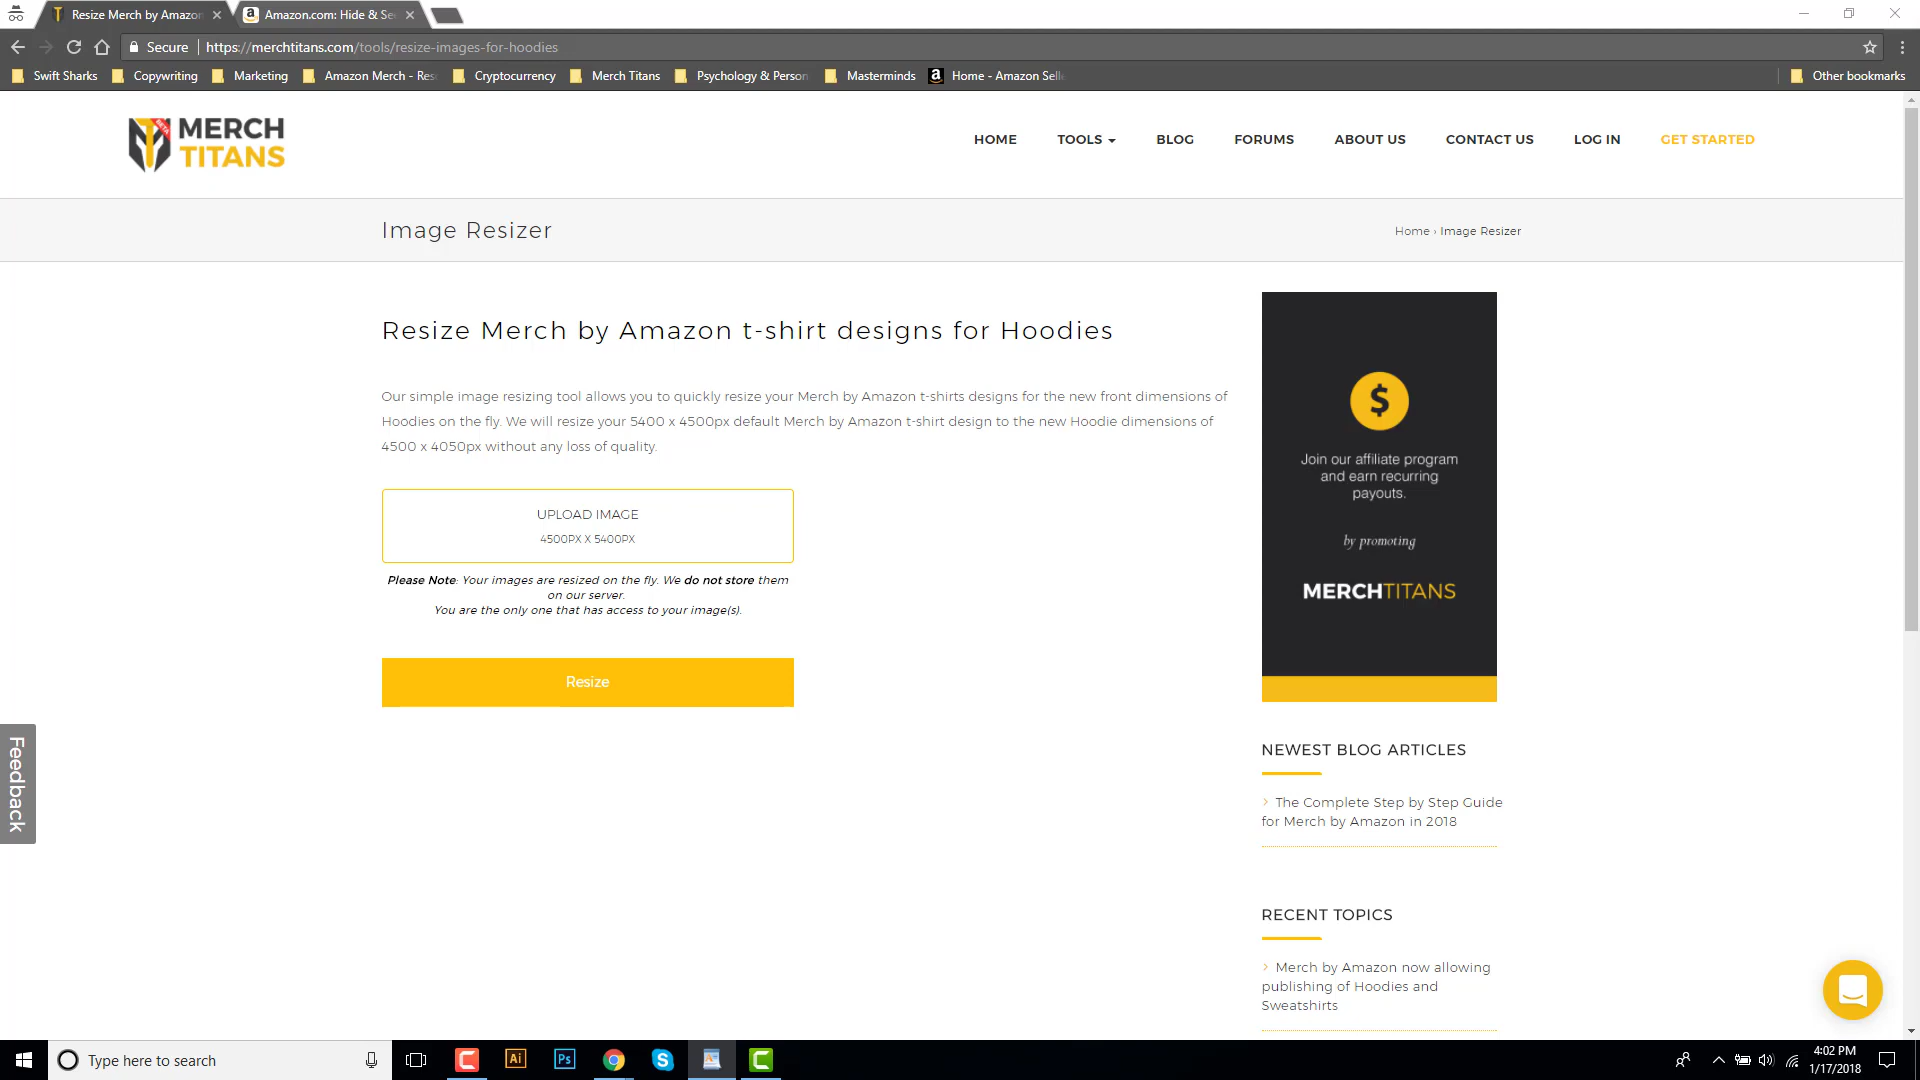 Resize Merch by Amazon
Amazon.com: Hide & Se
Secure
https://merchtitans.com/tools/resize-images-for-hoodies
Swift Sharks
Copywriting
Marketing
Amazon Merch - Res
Cryptocurrency
Merch Titans
Psychology & Person
Masterminds
Home - Amazon Sell
Other bookmarks
BETA
MERCH
TITANS
HOME
TOOLS
BLOG
FORUMS
ABOUT US
CONTACT US
LOG IN
GET STARTED
Image Resizer
Home › Image Resizer
Resize Merch by Amazon t-shirt designs for Hoodies
Our simple image resizing tool allows you to quickly resize your Merch by Amazon t-shirts designs for the new front dimensions of
Hoodies on the fly. We will resize your 5400 x 4500px default Merch by Amazon t-shirt design to the new Hoodie dimensions of
4500 x 4050px without any loss of quality.
UPLOAD IMAGE
4500PX X 5400PX
Please Note: Your images are resized on the fly. We do not store them
on our server.
You are the only one that has access to your image(s).
Resize
$
Join our affiliate program
and earn recurring
payouts.
by promoting
MERCHTITANS
Feedback
NEWEST BLOG ARTICLES
The Complete Step by Step Guide
for Merch by Amazon in 2018
RECENT TOPICS
Merch by Amazon now allowing
publishing of Hoodies and
Sweatshirts
Type here to search
Ai
Ps
4:02 PM
1/17/2018